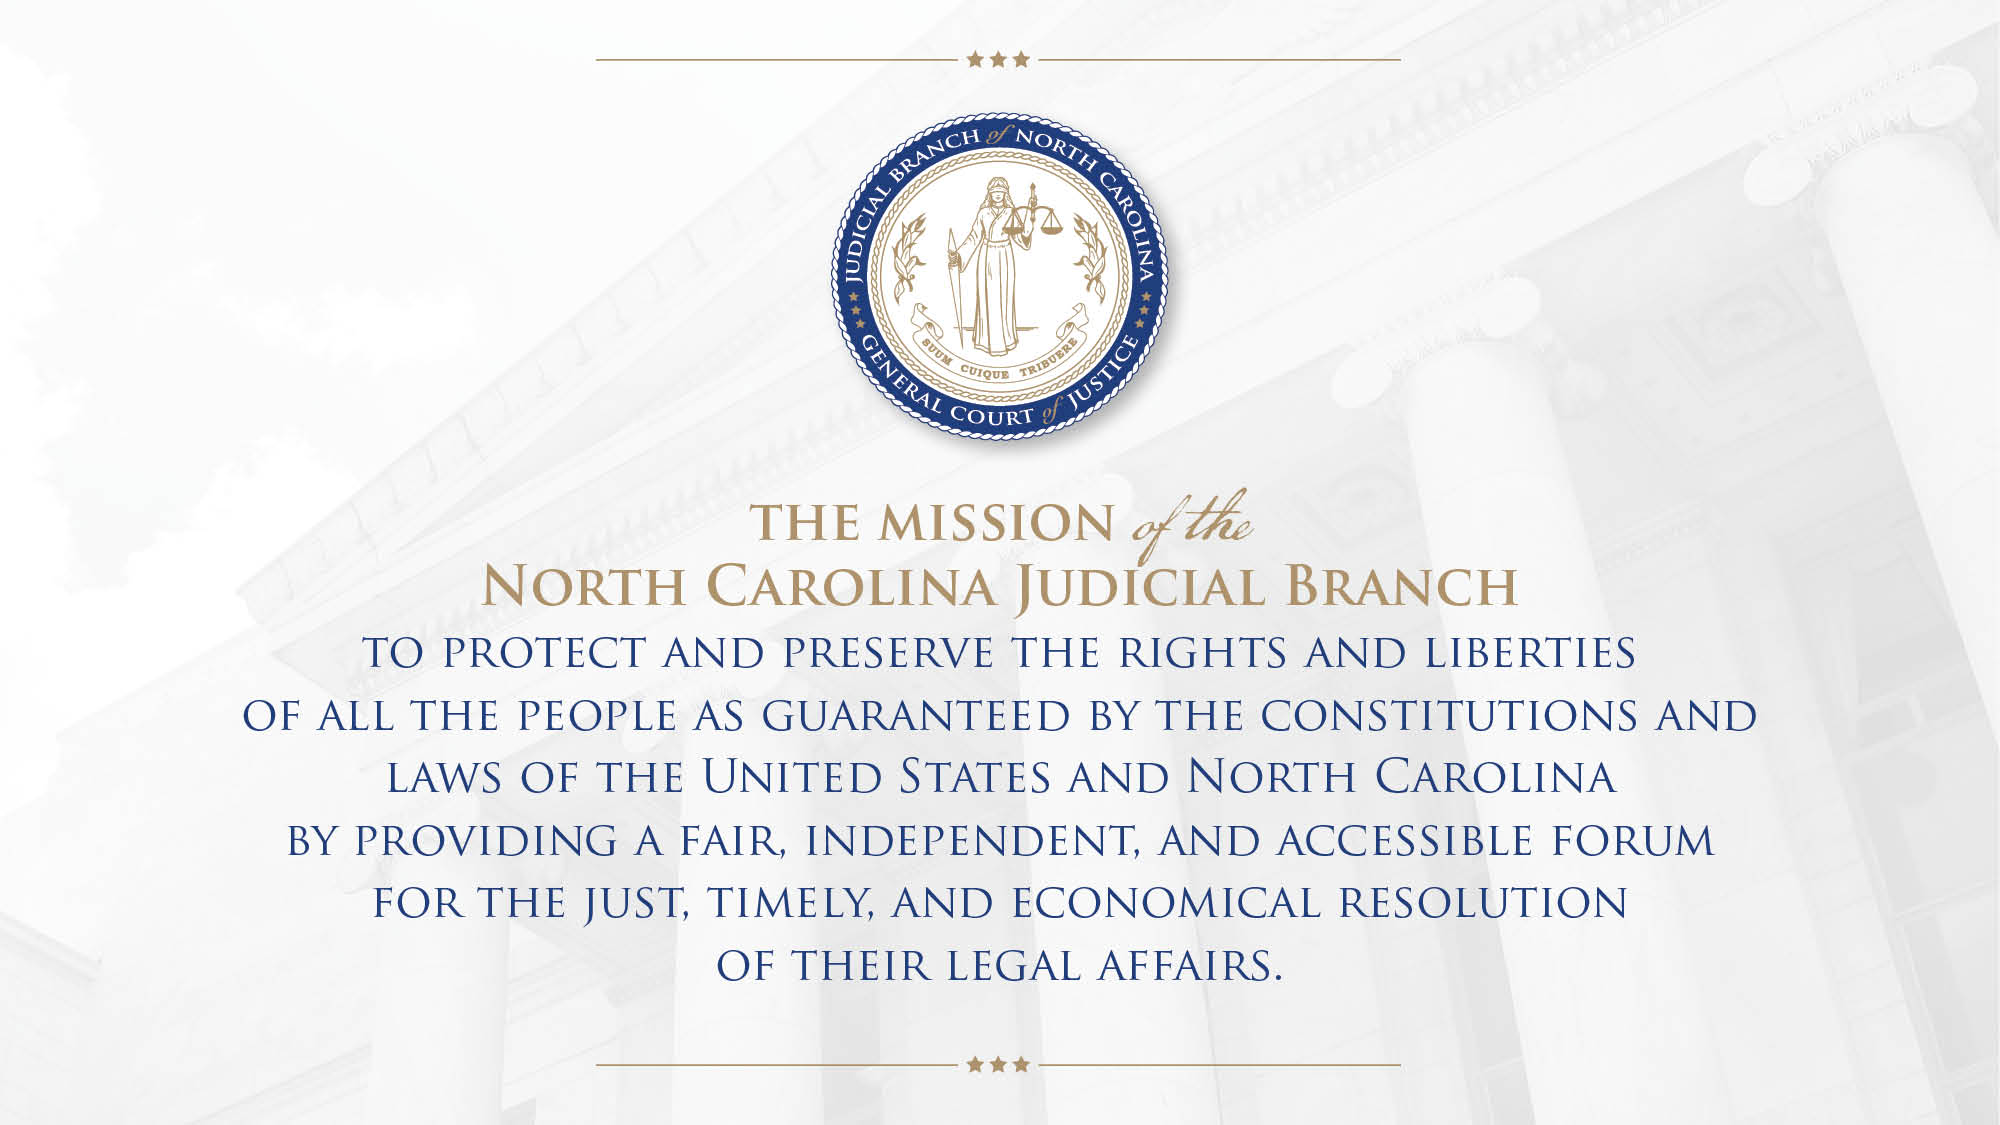 JUDICIAL BRANCH of NORTH CAROLINA
SUUM CUIQUE TRIBUERE
GENERAL COURT of JUSTICE
THE MISSION of the
NORTH CAROLINA JUDICIAL BRANCH
TO PROTECT AND PRESERVE THE RIGHTS AND LIBERTIES
OF ALL THE PEOPLE AS GUARANTEED BY THE CONSTITUTIONS AND
LAWS OF THE UNITED STATES AND NORTH CAROLINA
BY PROVIDING A FAIR, INDEPENDENT, AND ACCESSIBLE FORUM
FOR THE JUST, TIMELY, AND ECONOMICAL RESOLUTION
OF THEIR LEGAL AFFAIRS.